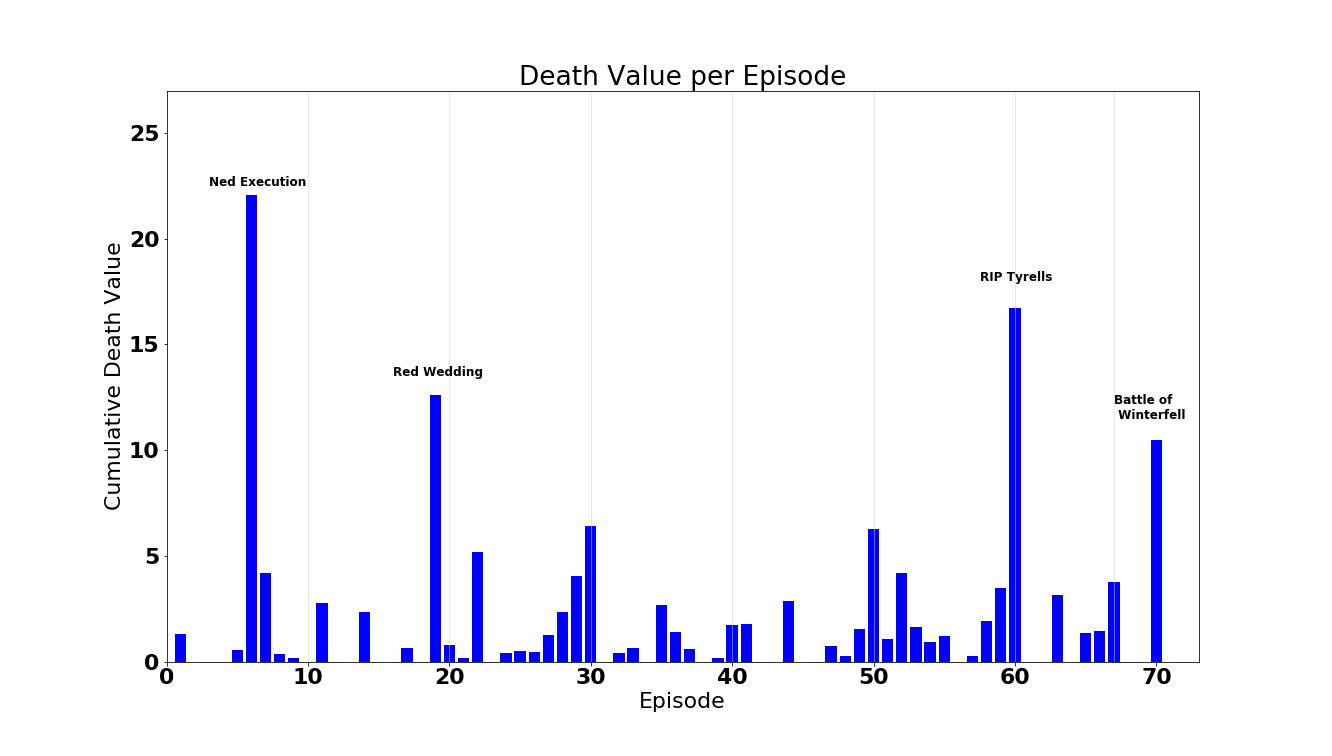 Death Value per Episode
25
Ned Execution
20
RIP Tyrells
15
Red Wedding
Battle of
Winterfell
10
5
0
Cumulative Death Value
0 10 20 30 40 50 60 70
Episode